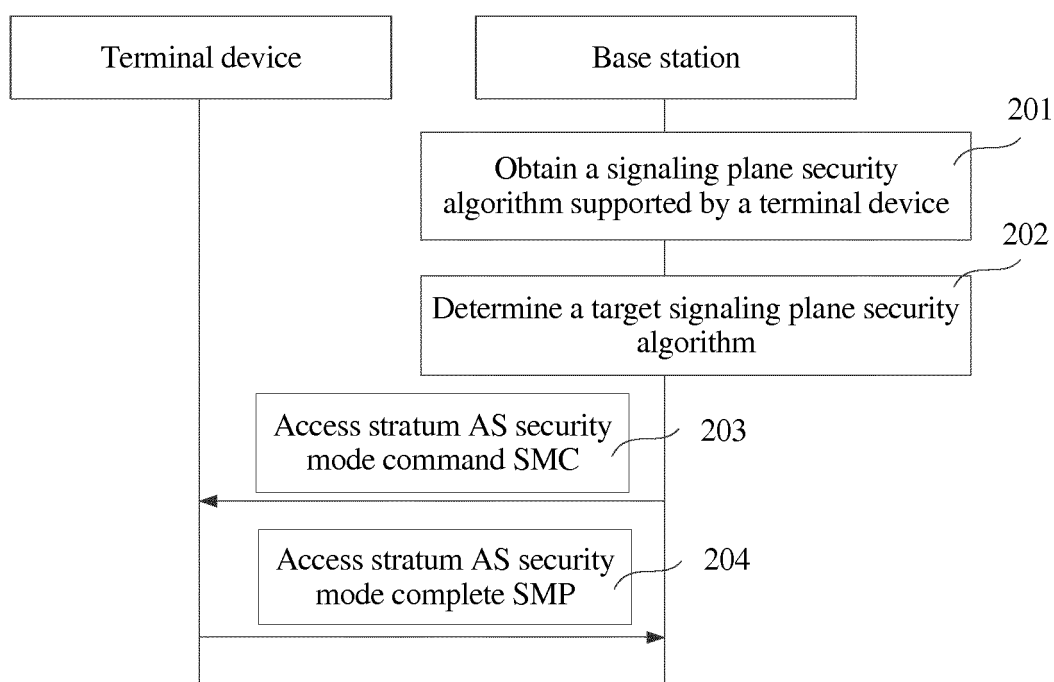 Terminal device
Base station
201
Obtain a signaling plane security
algorithm supported by a terminal device
202
Determine a target signaling plane security
algorithm
Access stratum AS security
mode command SMC
203
Access stratum AS security
mode complete SMP
204